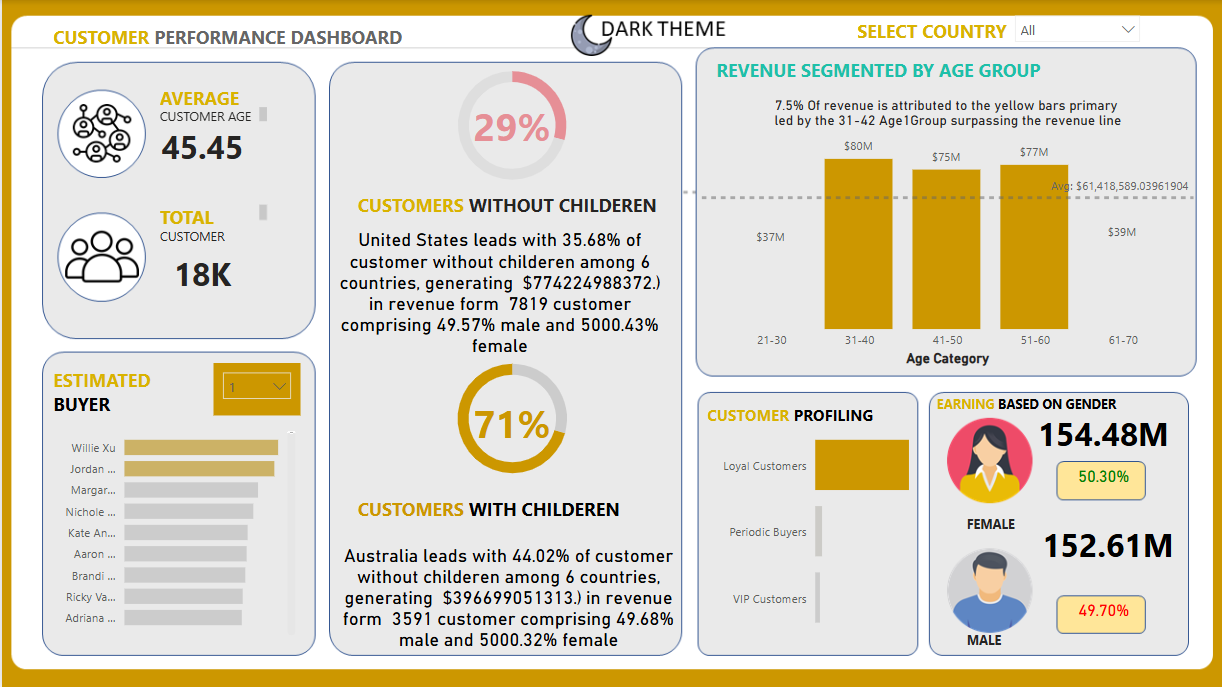 CUSTOMER PERFORMANCE DASHBOARD
DARK THEME
SELECT COUNTRY
All
AVERAGE
CUSTOMER AGE
45.45
TOTAL
CUSTOMER
18K
ESTIMATED
BUYER
1
Willie Xu
Jordan ...
Margar...
Nichole ...
Kate An...
Aaron ...
Brandi ...
Ricky Va...
Adriana ...
29%
CUSTOMERS WITHOUT CHILDEREN
United States leads with 35.68% of
customer without childeren among 6
countries, generating $774224988372.)
in revenue form 7819 customer
comprising 49.57% male and 5000.43%
female
71%
CUSTOMERS WITH CHILDEREN
Australia leads with 44.02% of customer
without childeren among 6 countries,
generating $396699051313.) in revenue
form 3591 customer comprising 49.68%
male and 5000.32% female
REVENUE SEGMENTED BY AGE GROUP
7.5% Of revenue is attributed to the yellow bars primary
led by the 31-42 Age1Group surpassing the revenue line
$37M
$80M
$75M
$77M
$39M
Avg: $61,418,589.03961904
21-30
31-40
41-50
51-60
61-70
Age Category
CUSTOMER PROFILING
Loyal Customers
Periodic Buyers
VIP Customers
EARNING BASED ON GENDER
154.48M
50.30%
FEMALE
152.61M
49.70%
MALE